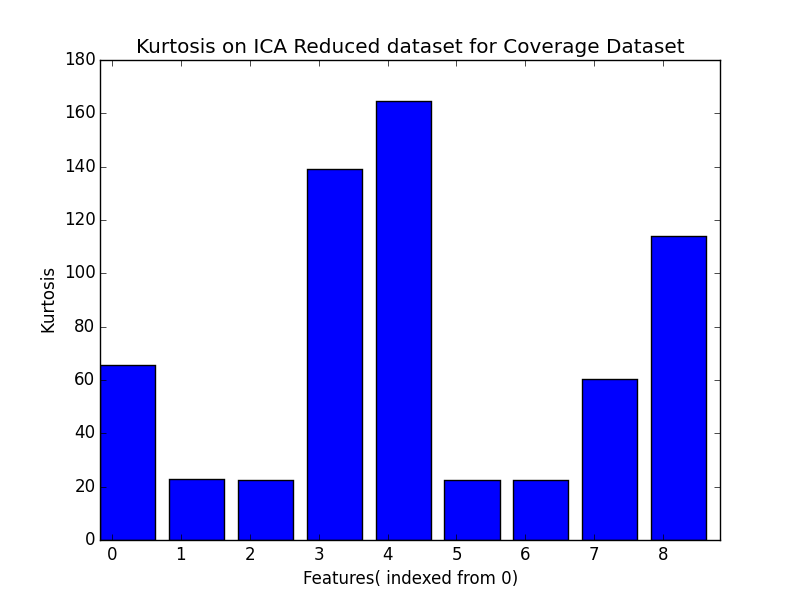 Kurtosis on ICA Reduced dataset for Coverage Dataset
180
160
140
120
100
80
60
40
20
0
Kurtosis
0 1 2 3 4 5 6 7 8
Features( indexed from 0)